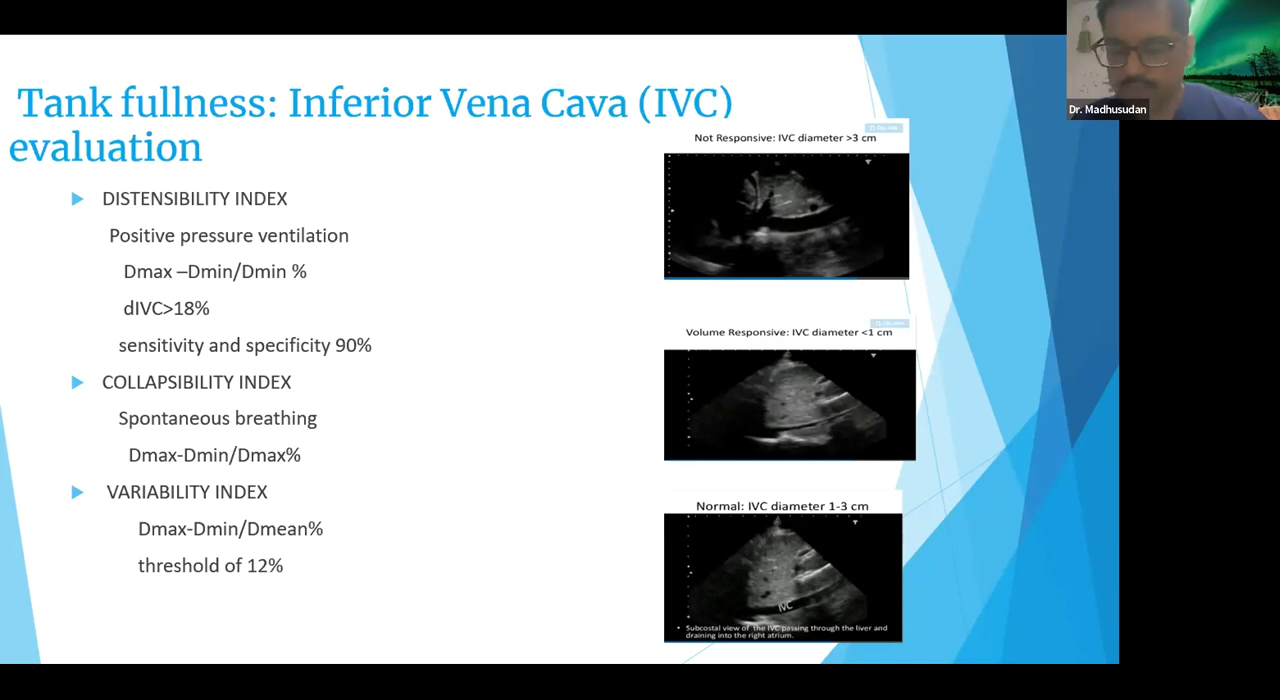 Tank fullness: Inferior Vena Cava (IVC)
evaluation
DISTENSIBILITY INDEX
Positive pressure ventilation
Dmax –Dmin/Dmin %
dIVC>18%
sensitivity and specificity 90%
COLLAPSIBILITY INDEX
Spontaneous breathing
Dmax-Dmin/Dmax%
VARIABILITY INDEX
Dmax-Dmin/Dmean%
threshold of 12%
Not Responsive: IVC diameter >3 cm
Volume Responsive: IVC diameter <1 cm
Normal: IVC diameter 1-3 cm
IVC
• Subcostal view of the IVC passing through the liver and
draining into the right atrium.
Dr. Madhusudan